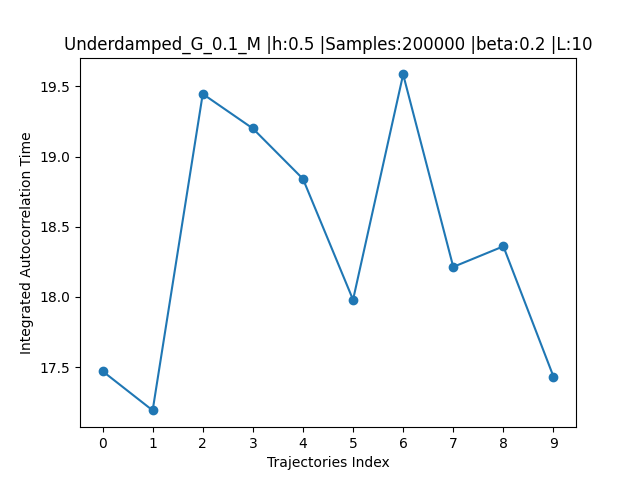 Underdamped_G_0.1_M |h:0.5 |Samples:200000 |beta:0.2 |L:10
Integrated Autocorrelation Time
19.5
19.0
18.5
18.0
17.5
0 1 2 3 4 5 6 7 8 9
Trajectories Index